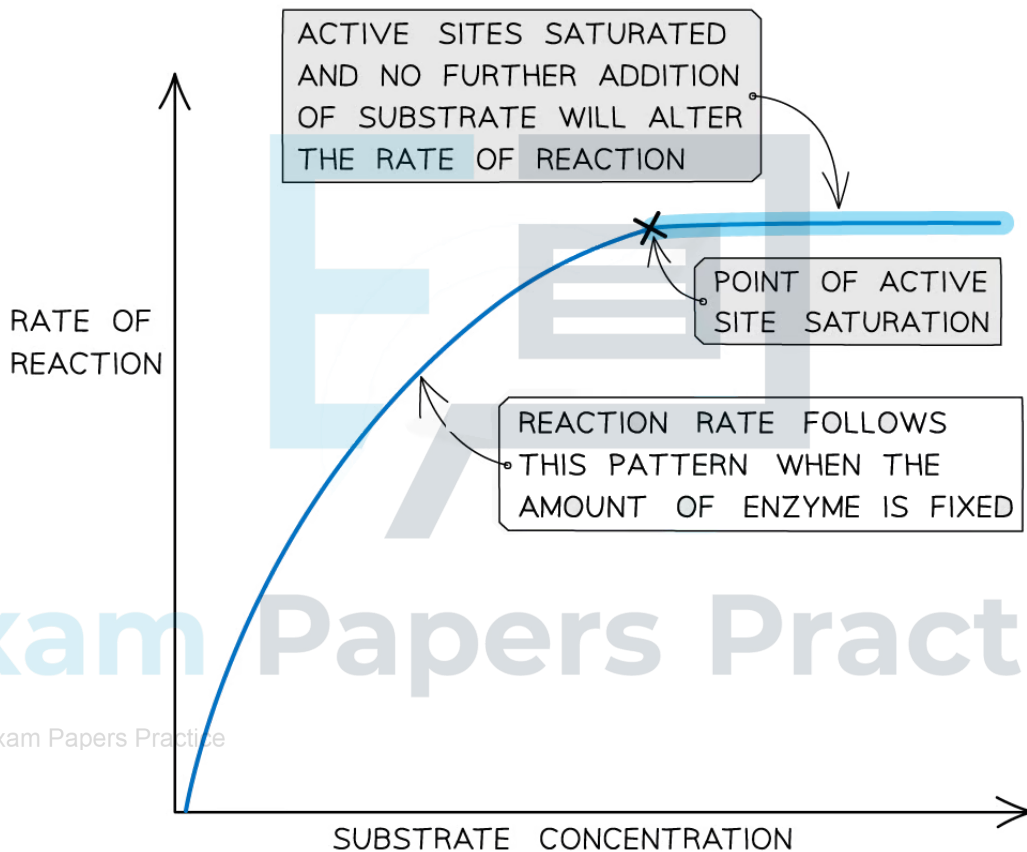 ACTIVE SITES SATURATED
AND NO FURTHER ADDITION
OF SUBSTRATE WILL ALTER
THE RATE OF REACTION
POINT OF ACTIVE
SITE SATURATION
RATE OF
REACTION
REACTION RATE FOLLOWS
THIS PATTERN WHEN THE
AMOUNT OF ENZYME IS FIXED
xam Papers Pract
xam Papers Practice
SUBSTRATE CONCENTRATION